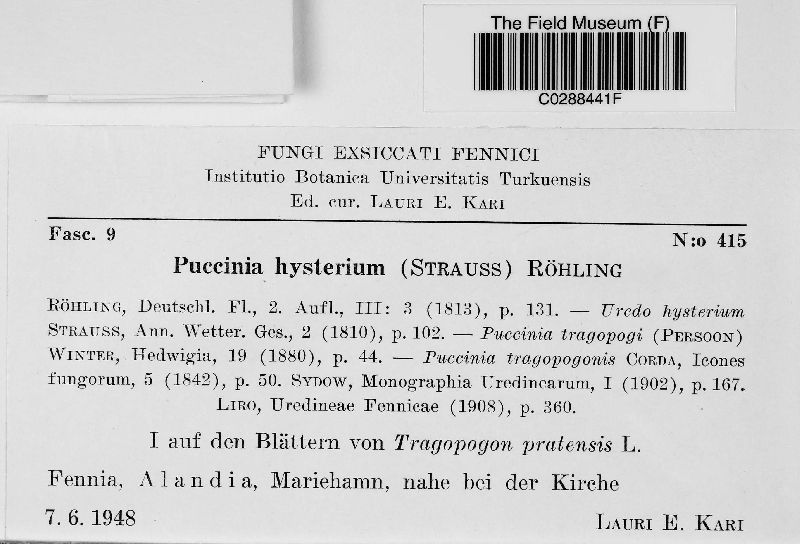 The Field Museum (F)
C0288441F
FUNGI EXSICCATI FENNICI
Institutio Botanica Universitatis Turkuensis
Ed. cur. LAURI E. KARI
Fasc. 9
N:o 415
Puccinia hysterium (STRAUSS) RÖHLING
RÖHLING, Deutschl. Fl., 2. Aufl., III: 3 (1813), p. 131. — Uredo hysterium
STRAUSS, Ann. Wetter. Ges., 2 (1810), p. 102. — Puccinia tragopogi (PERSOON)
WINTER, Hedwigia, 19 (1880), p. 44. — Puccinia tragopogonis CORDA, Icones
fungorum, 5 (1842), p. 50. SYDOW, Monographia Uredinearum, I (1902), p. 167.
LIRO, Uredineae Fennicae (1908), p. 360.
I auf den Blättern von Tragopogon pratensis L.
Fennia, Alandia, Mariehamn, nahe bei der Kirche
7. 6. 1948
LAURI E. KARI